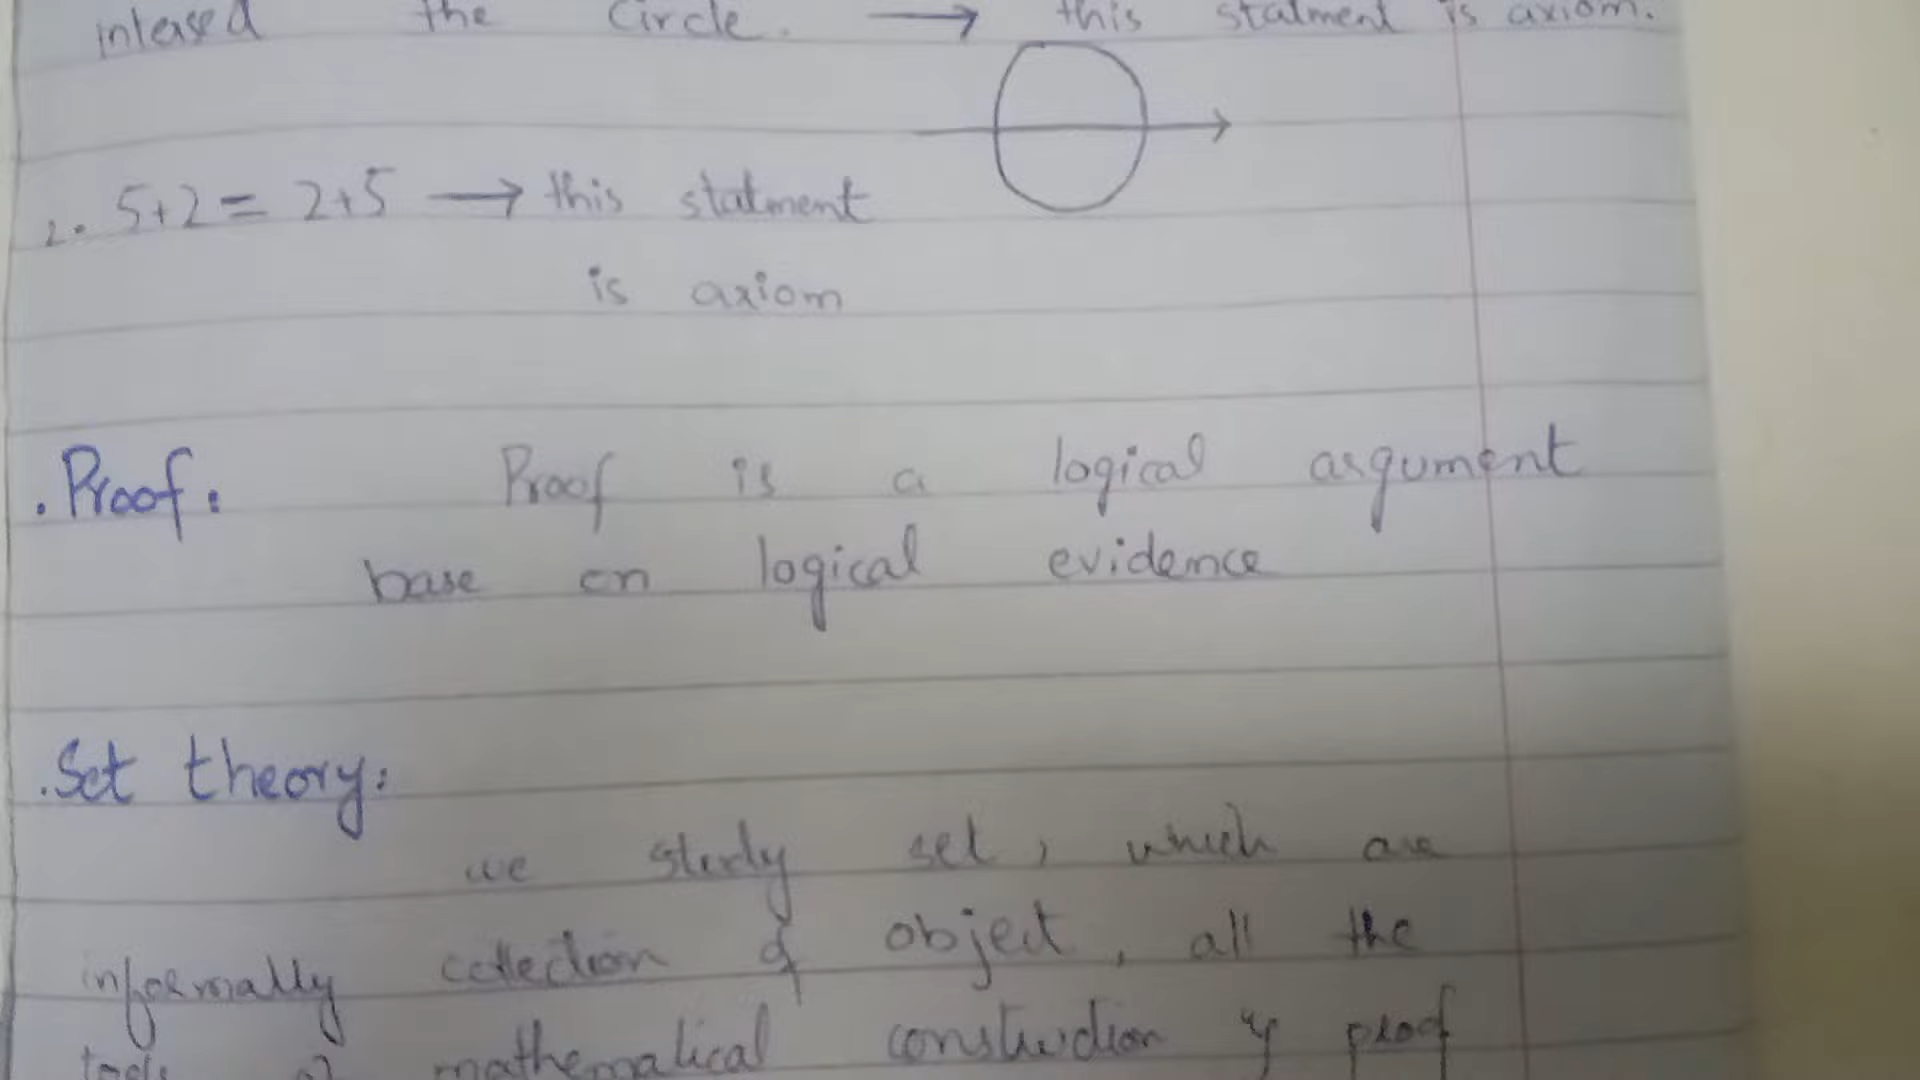 the Circle. → this statment is axiom.
2. 5+2 = 2+5 → this statment
is axiom
. Proof: Proof is a logical argument
base on logical evidence
. Set theory:
we study set, which are
informally collection of object, all the
tools of mathematical construction of proof